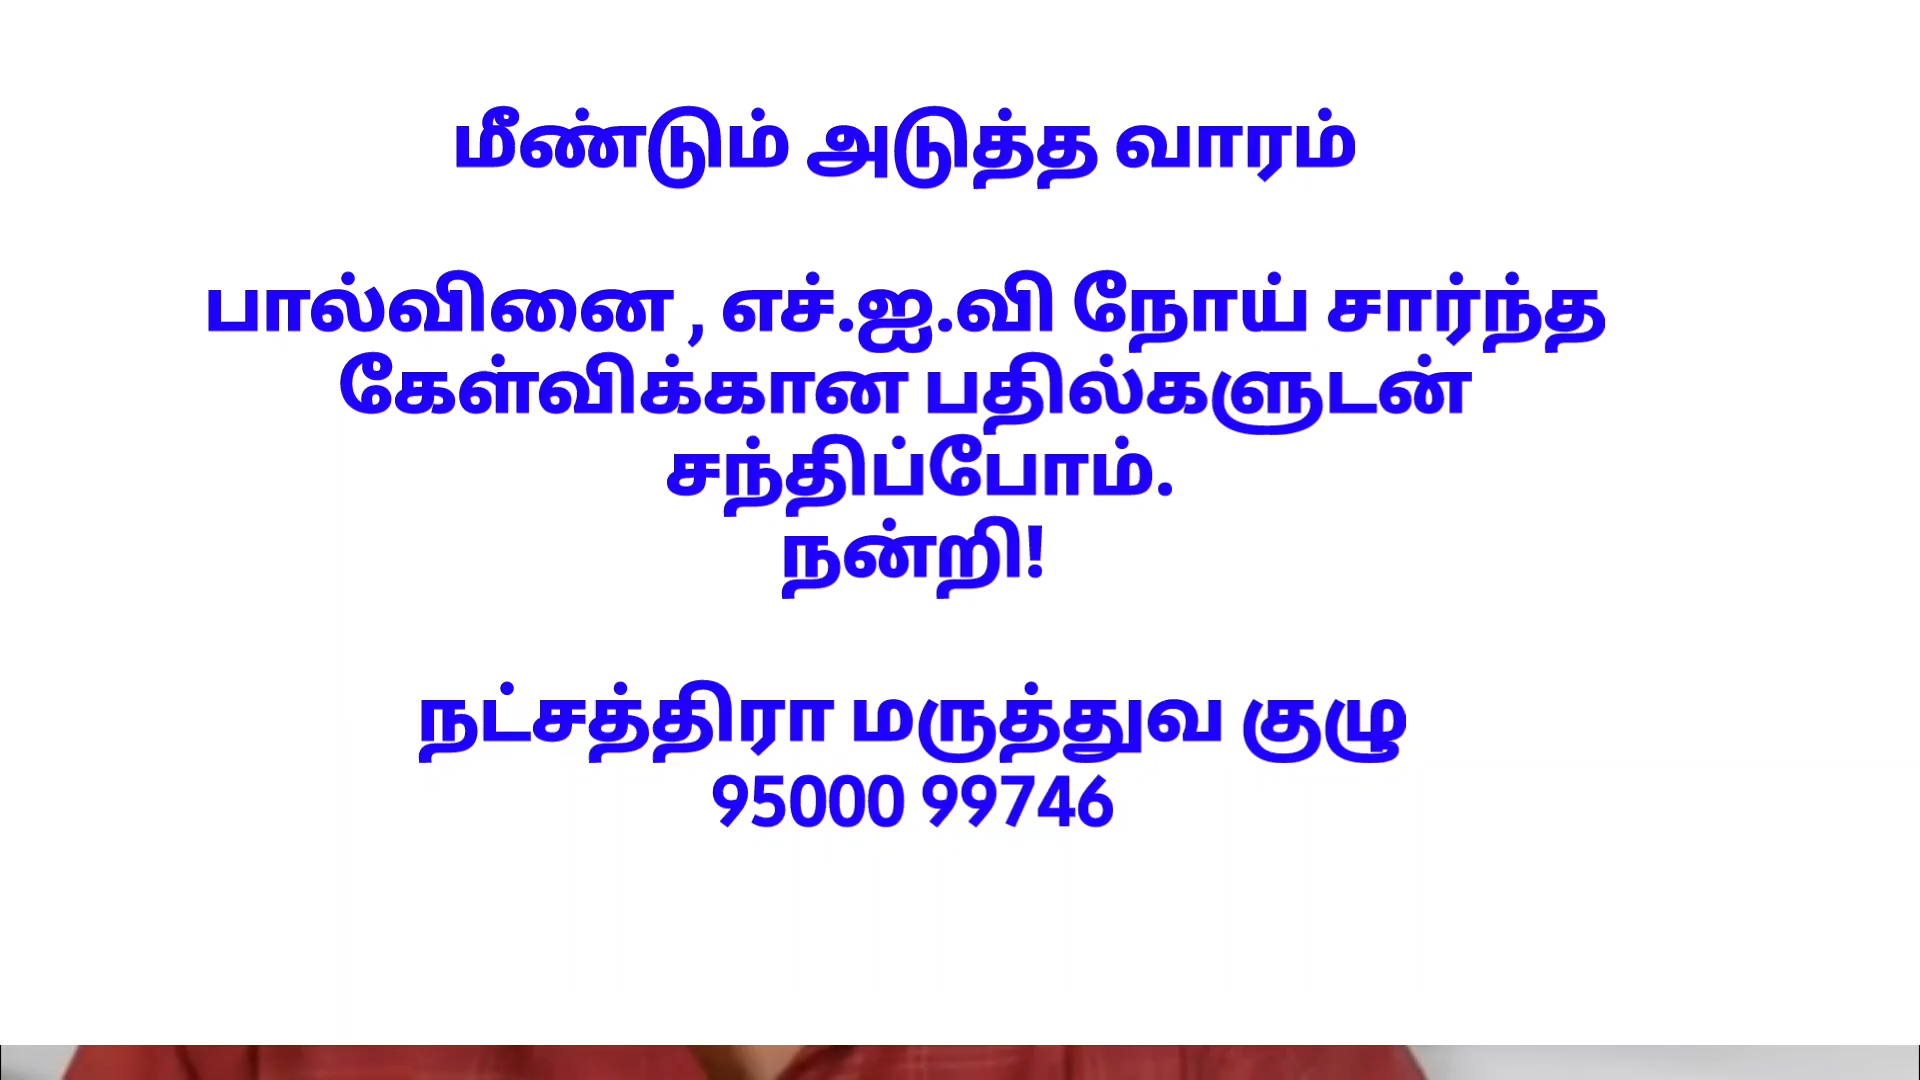 மீண்டும் அடுத்த வாரம்
பால்வினை , எச்.ஐ.வி நோய் சார்ந்த
கேள்விக்கான பதில்களுடன்
சந்திப்போம்.
நன்றி!
நட்சத்திரா மருத்துவ குழு
95000 99746